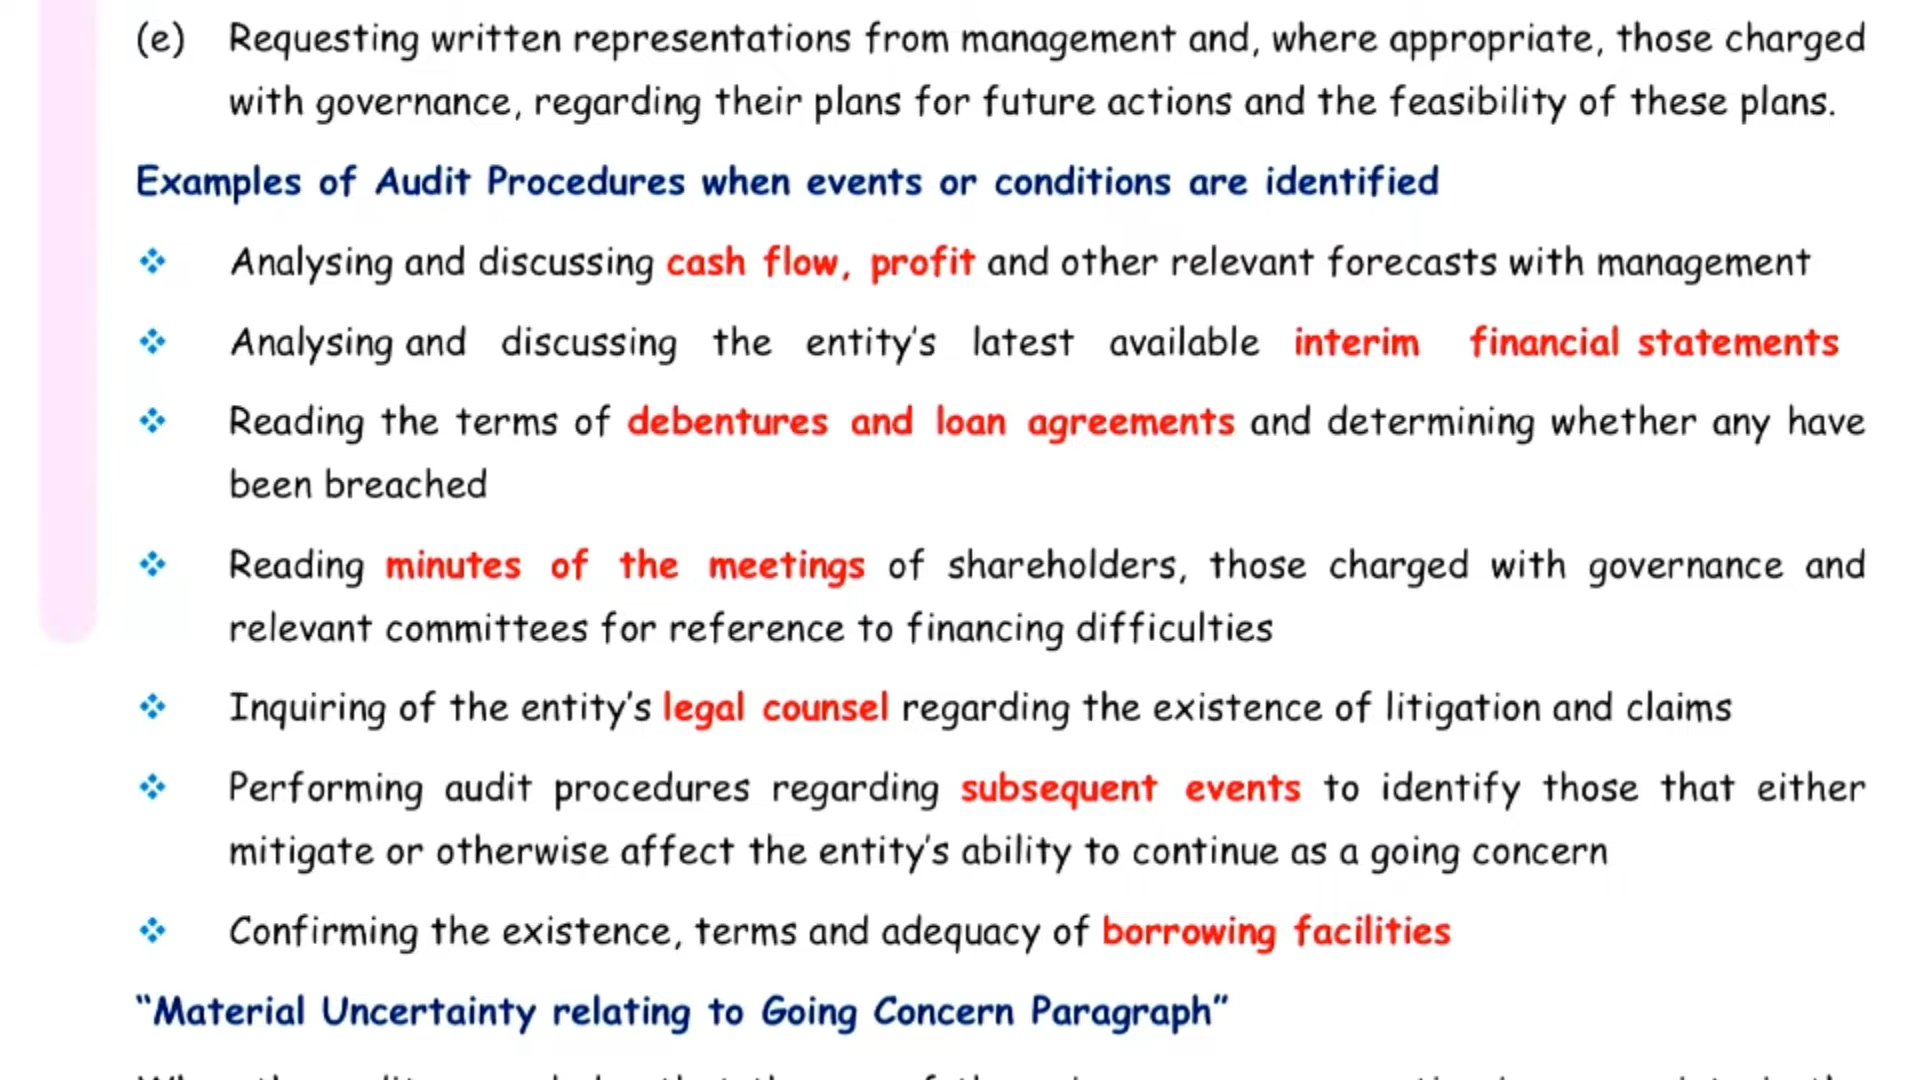 (e) Requesting written representations from management and, where appropriate, those charged
with governance, regarding their plans for future actions and the feasibility of these plans.
Examples of Audit Procedures when events or conditions are identified
❖ Analysing and discussing cash flow, profit and other relevant forecasts with management
❖ Analysing and discussing the entity's latest available interim financial statements
❖ Reading the terms of debentures and loan agreements and determining whether any have
been breached
❖ Reading minutes of the meetings of shareholders, those charged with governance and
relevant committees for reference to financing difficulties
❖ Inquiring of the entity's legal counsel regarding the existence of litigation and claims
❖ Performing audit procedures regarding subsequent events to identify those that either
mitigate or otherwise affect the entity's ability to continue as a going concern
❖ Confirming the existence, terms and adequacy of borrowing facilities
"Material Uncertainty relating to Going Concern Paragraph"